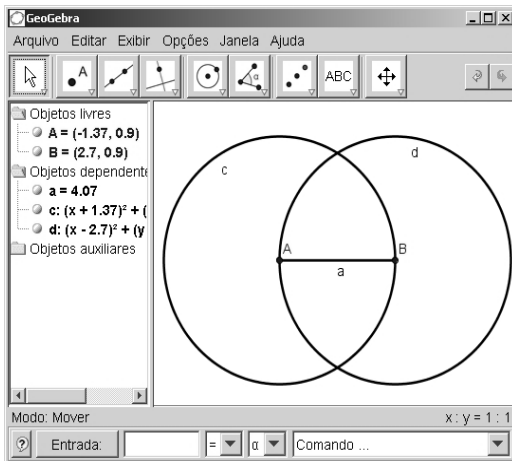 GeoGebra
Arquivo Editar Exibir Opções Janela Ajuda
A α ABC
Objetos livres
A = (-1.37, 0.9)
B = (2.7, 0.9)
Objetos dependente
a = 4.07
c: (x + 1.37)² + (
d: (x - 2.7)² + (y
Objetos auxiliares
c d
A B
a
Modo: Mover x : y = 1 : 1
? Entrada: = α Comando ...